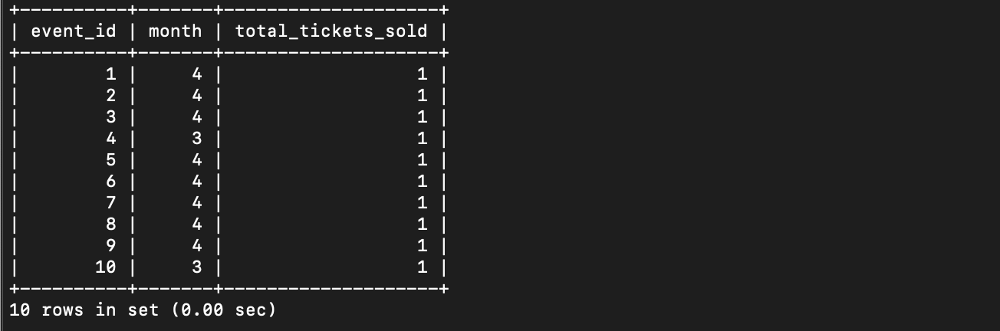 +----------+-------+--------------------+
| event_id | month | total_tickets_sold |
+----------+-------+--------------------+
|        1 |     4 |                  1 |
|        2 |     4 |                  1 |
|        3 |     4 |                  1 |
|        4 |     3 |                  1 |
|        5 |     4 |                  1 |
|        6 |     4 |                  1 |
|        7 |     4 |                  1 |
|        8 |     4 |                  1 |
|        9 |     4 |                  1 |
|       10 |     3 |                  1 |
+----------+-------+--------------------+
10 rows in set (0.00 sec)